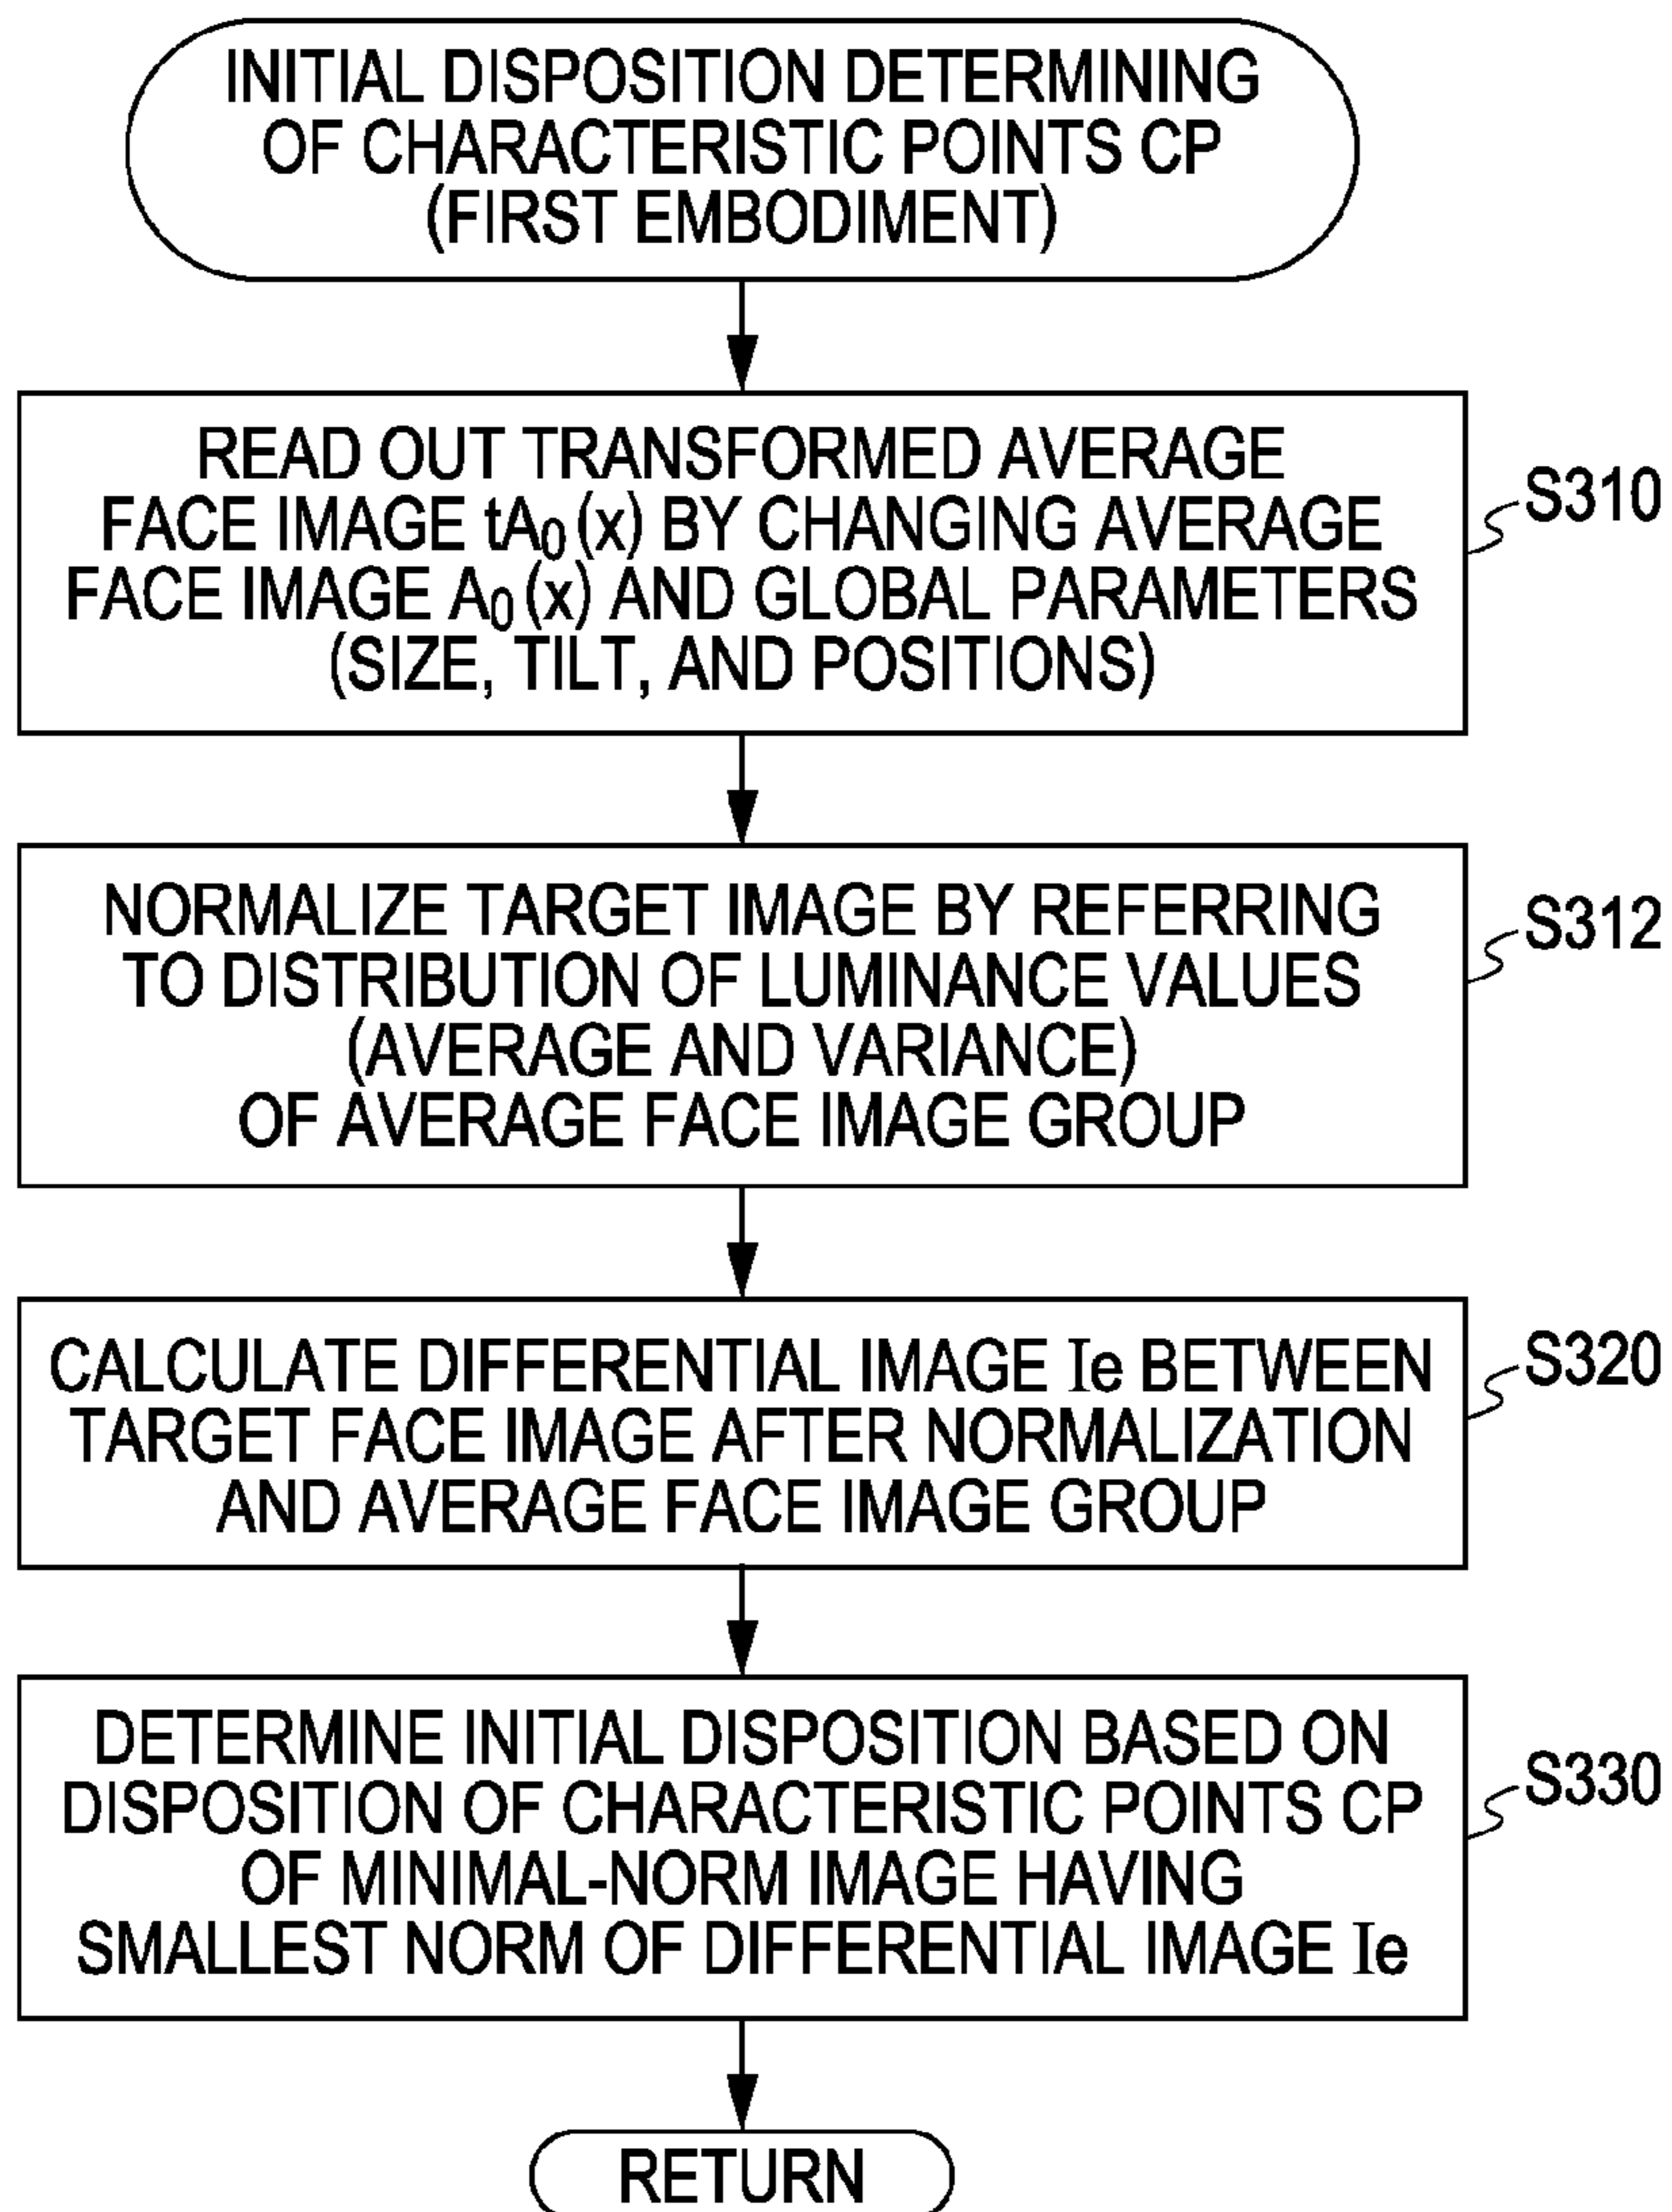 INITIAL DISPOSITION DETERMINING
OF CHARACTERISTIC POINTS CP
(FIRST EMBODIMENT)
READ OUT TRANSFORMED AVERAGE
FACE IMAGE tA₀(x) BY CHANGING AVERAGE
FACE IMAGE A₀(x) AND GLOBAL PARAMETERS
(SIZE, TILT, AND POSITIONS)
S310
NORMALIZE TARGET IMAGE BY REFERRING
TO DISTRIBUTION OF LUMINANCE VALUES
(AVERAGE AND VARIANCE)
OF AVERAGE FACE IMAGE GROUP
S312
CALCULATE DIFFERENTIAL IMAGE Ie BETWEEN
TARGET FACE IMAGE AFTER NORMALIZATION
AND AVERAGE FACE IMAGE GROUP
S320
DETERMINE INITIAL DISPOSITION BASED ON
DISPOSITION OF CHARACTERISTIC POINTS CP
OF MINIMAL-NORM IMAGE HAVING
SMALLEST NORM OF DIFFERENTIAL IMAGE Ie
S330
RETURN